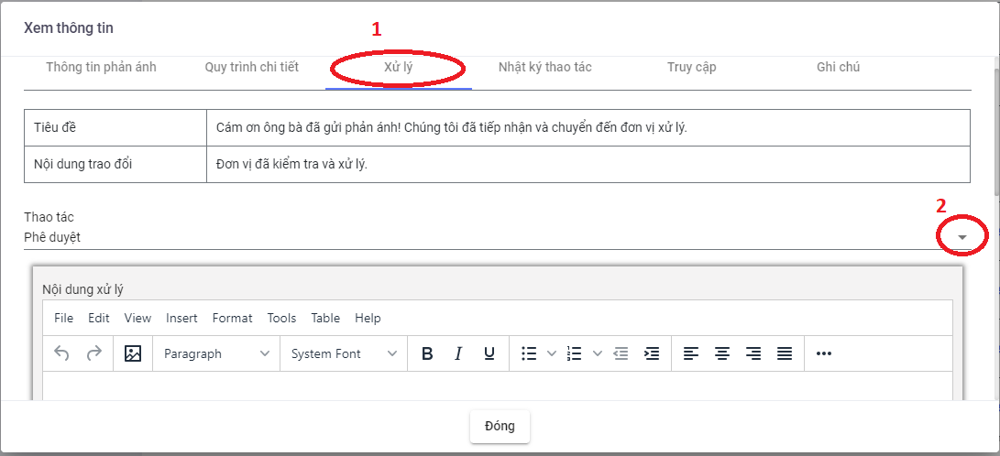 Xem thông tin
1
Thông tin phản ánh Quy trình chi tiết Xử lý Nhật ký thao tác Truy cập Ghi chú
Tiêu đề Cám ơn ông bà đã gửi phản ánh! Chúng tôi đã tiếp nhận và chuyển đến đơn vị xử lý.
Nội dung trao đổi Đơn vị đã kiểm tra và xử lý.
2
Thao tác
Phê duyệt
Nội dung xử lý
File Edit View Insert Format Tools Table Help
Paragraph System Font B I U
Đóng